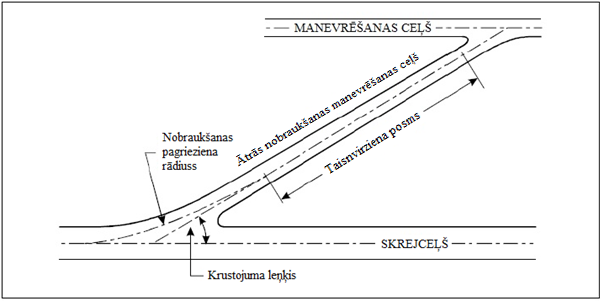 MANEVRĒŠANAS CEĻŠ
Ātrās nobraukšanas manevrēšanas ceļš
Taisnvirziena posms
Nobraukšanas
pagrieziena
rādiuss
SKREJCEĻŠ
Krustojuma leņķis